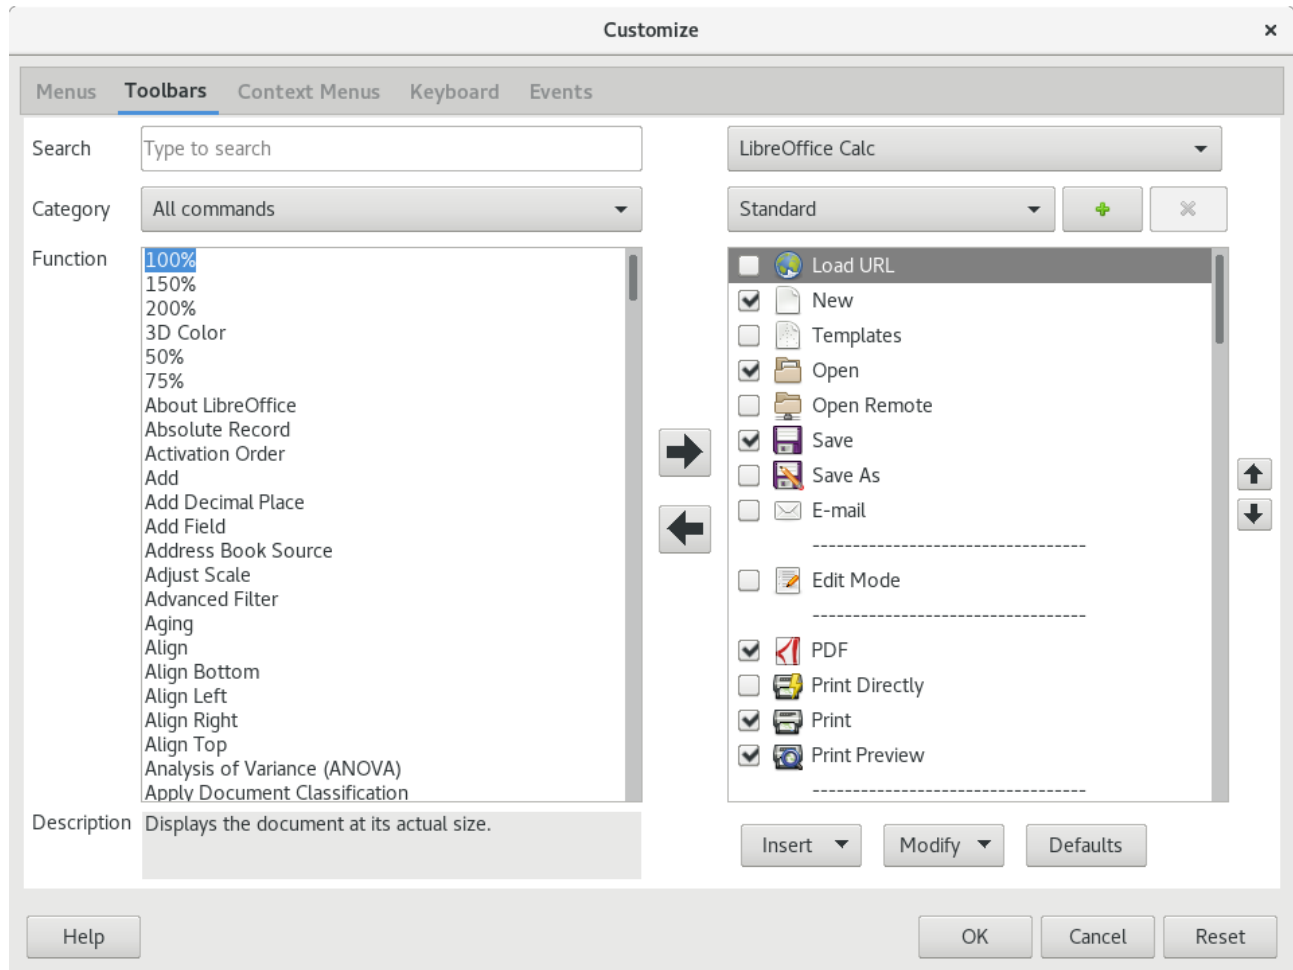 Customize
Menus Toolbars Context Menus Keyboard Events
Search Type to search LibreOffice Calc
Category All commands Standard
Function
100%
150%
200%
3D Color
50%
75%
About LibreOffice
Absolute Record
Activation Order
Add
Add Decimal Place
Add Field
Address Book Source
Adjust Scale
Advanced Filter
Aging
Align
Align Bottom
Align Left
Align Right
Align Top
Analysis of Variance (ANOVA)
Apply Document Classification
Load URL
New
Templates
Open
Open Remote
Save
Save As
E-mail
----------------------------------
Edit Mode
----------------------------------
PDF
Print Directly
Print
Print Preview
----------------------------------
Description Displays the document at its actual size.
Insert Modify Defaults
Help OK Cancel Reset